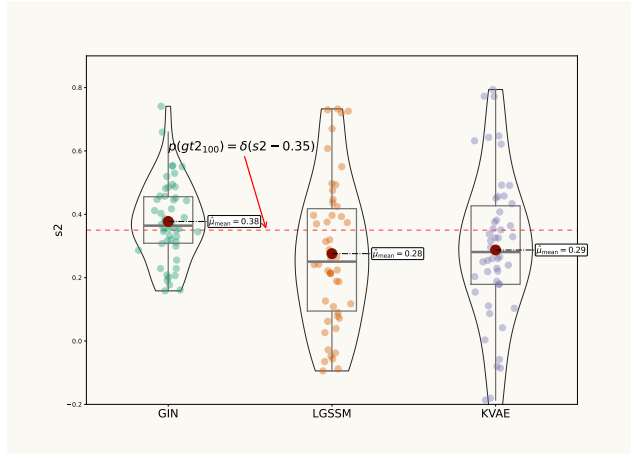 0.8
0.6
0.4
0.2
0.0
−0.2
s2
p(gt2₁₀₀) = δ(s2 − 0.35)
μ̂mean = 0.38
μ̂mean = 0.28
μ̂mean = 0.29
GIN
LGSSM
KVAE